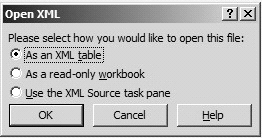 Open XML
Please select how you would like to open this file:
As an XML table
As a read-only workbook
Use the XML Source task pane
OK Cancel Help